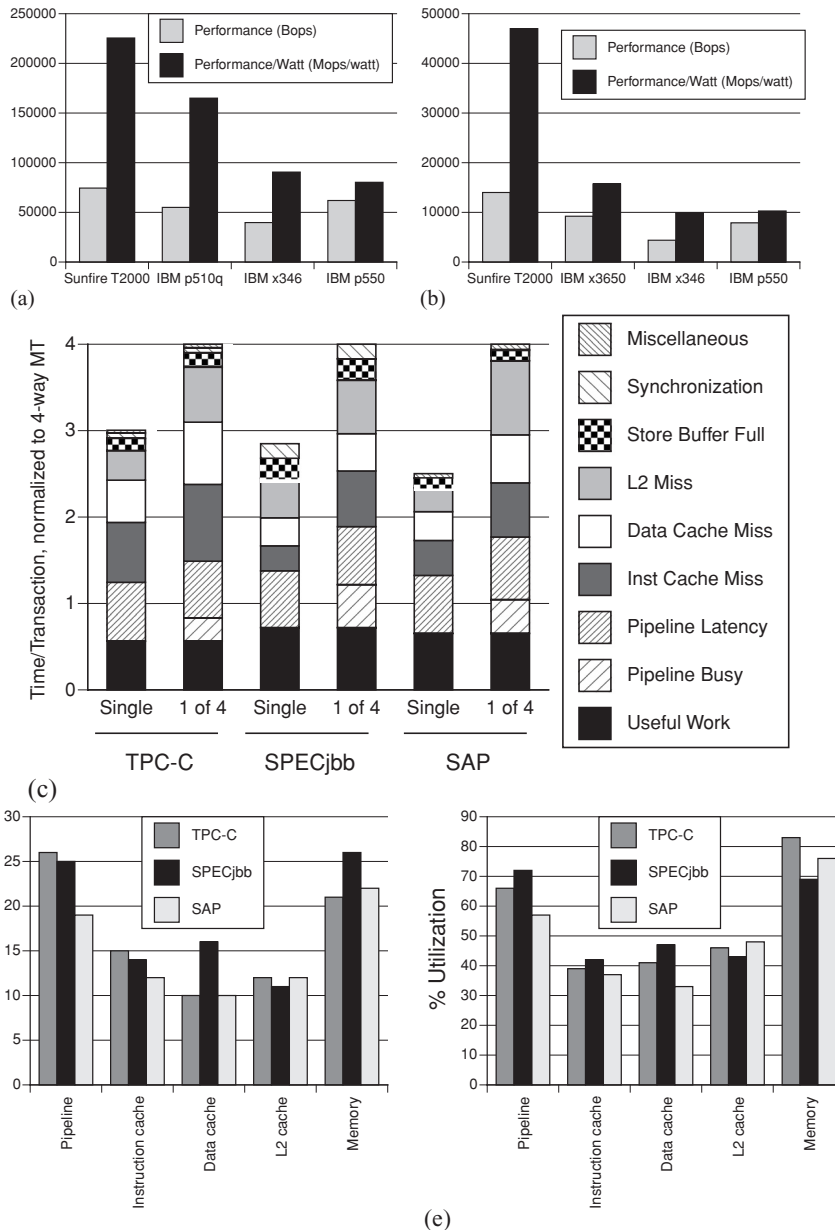 250000
200000
150000
100000
50000
0
Performance (Bops)
Performance/Watt (Mops/watt)
Sunfire T2000 IBM p510q IBM x346 IBM p550
(a)
50000
40000
30000
20000
10000
0
Performance (Bops)
Performance/Watt (Mops/watt)
Sunfire T2000 IBM x3650 IBM x346 IBM p550
(b)
Time/Transaction, normalized to 4-way MT
4
3
2
1
0
Single 1 of 4 Single 1 of 4 Single 1 of 4
TPC-C SPECjbb SAP
Miscellaneous
Synchronization
Store Buffer Full
L2 Miss
Data Cache Miss
Inst Cache Miss
Pipeline Latency
Pipeline Busy
Useful Work
(c)
30
25
20
15
10
5
0
TPC-C
SPECjbb
SAP
Pipeline
Instruction cache
Data cache
L2 cache
Memory
% Utilization
90
80
70
60
50
40
30
20
10
0
TPC-C
SPECjbb
SAP
Pipeline
Instruction cache
Data cache
L2 cache
Memory
(e)